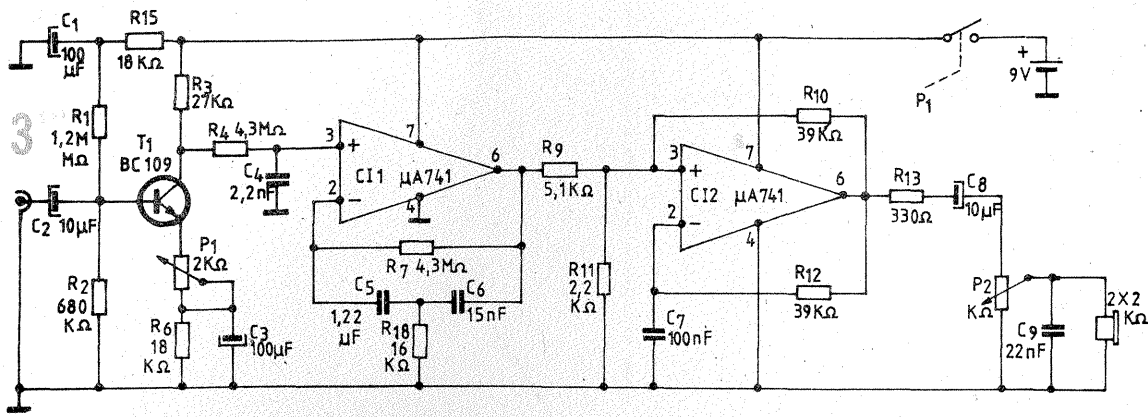 C1
100
µF
R15
18 KΩ
R3
27KΩ
R1
1,2M
MΩ
3
T1
BC 109
R4 4,3MΩ
C4
2,2nF
3
+
2
−
7
CI1 µA741
4
6
R9
5,1KΩ
R10
39KΩ
3
+
2
−
7
CI2 µA741
4
6
R13
330Ω
C8
10µF
P1
+
9V
C2 10µF
P1
2KΩ
R7 4,3MΩ
R2
680
KΩ
R6
18
KΩ
C3
100µF
C5
1,22
µF
C6
15nF
R18
16
KΩ
R11
2,2
KΩ
R12
39KΩ
C7
100nF
P2
KΩ
C9
22nF
2X2
KΩ